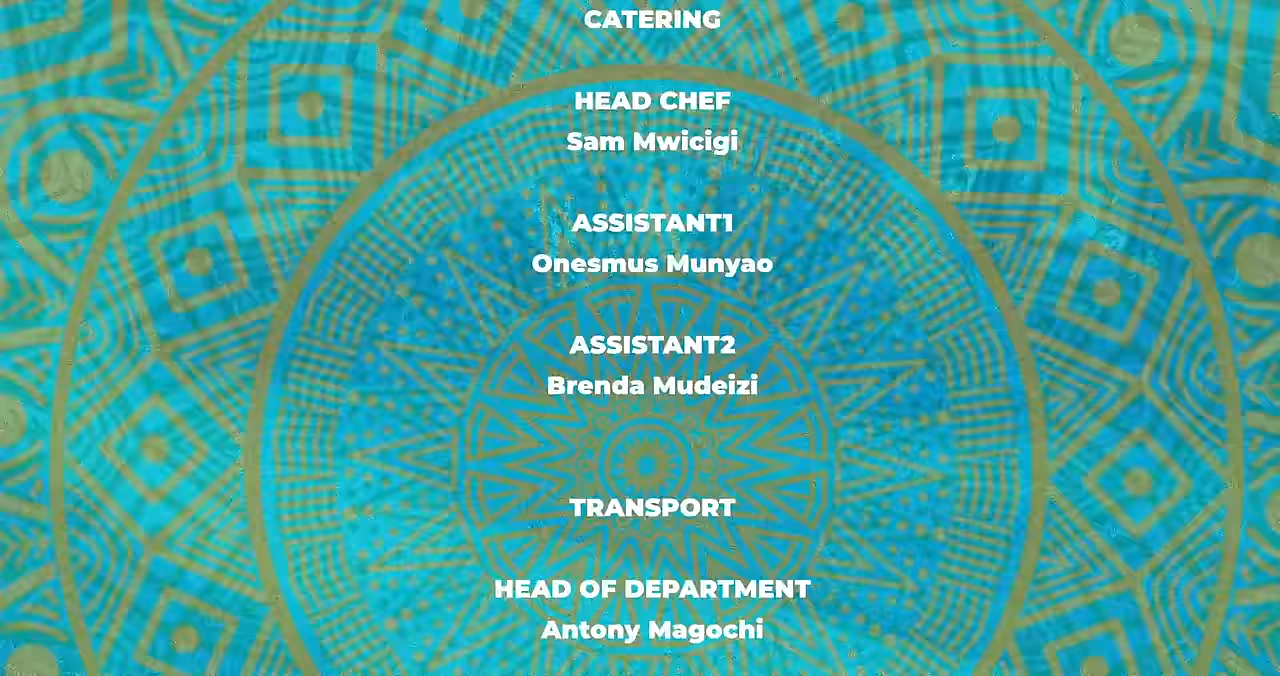 CATERING
HEAD CHEF
Sam Mwicigi
ASSISTANT1
Onesmus Munyao
ASSISTANT2
Brenda Mudeizi
TRANSPORT
HEAD OF DEPARTMENT
Antony Magochi